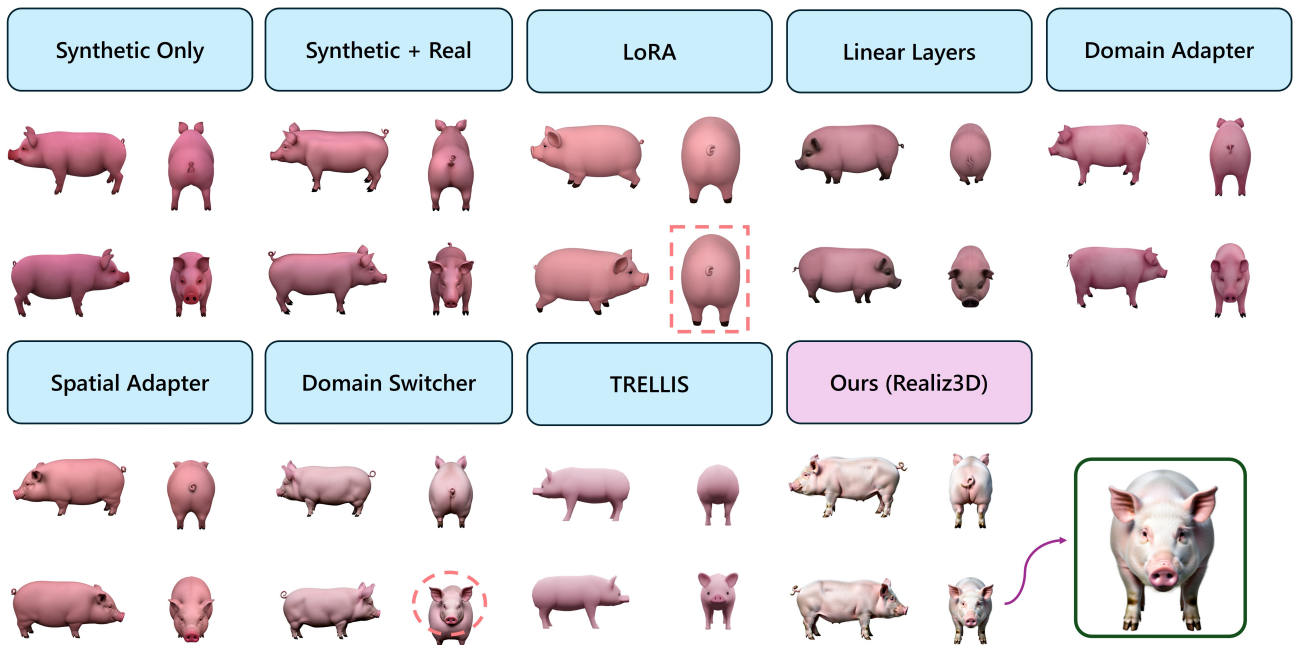 Synthetic Only
Synthetic + Real
LoRA
Linear Layers
Domain Adapter
Spatial Adapter
Domain Switcher
TRELLIS
Ours (Realiz3D)